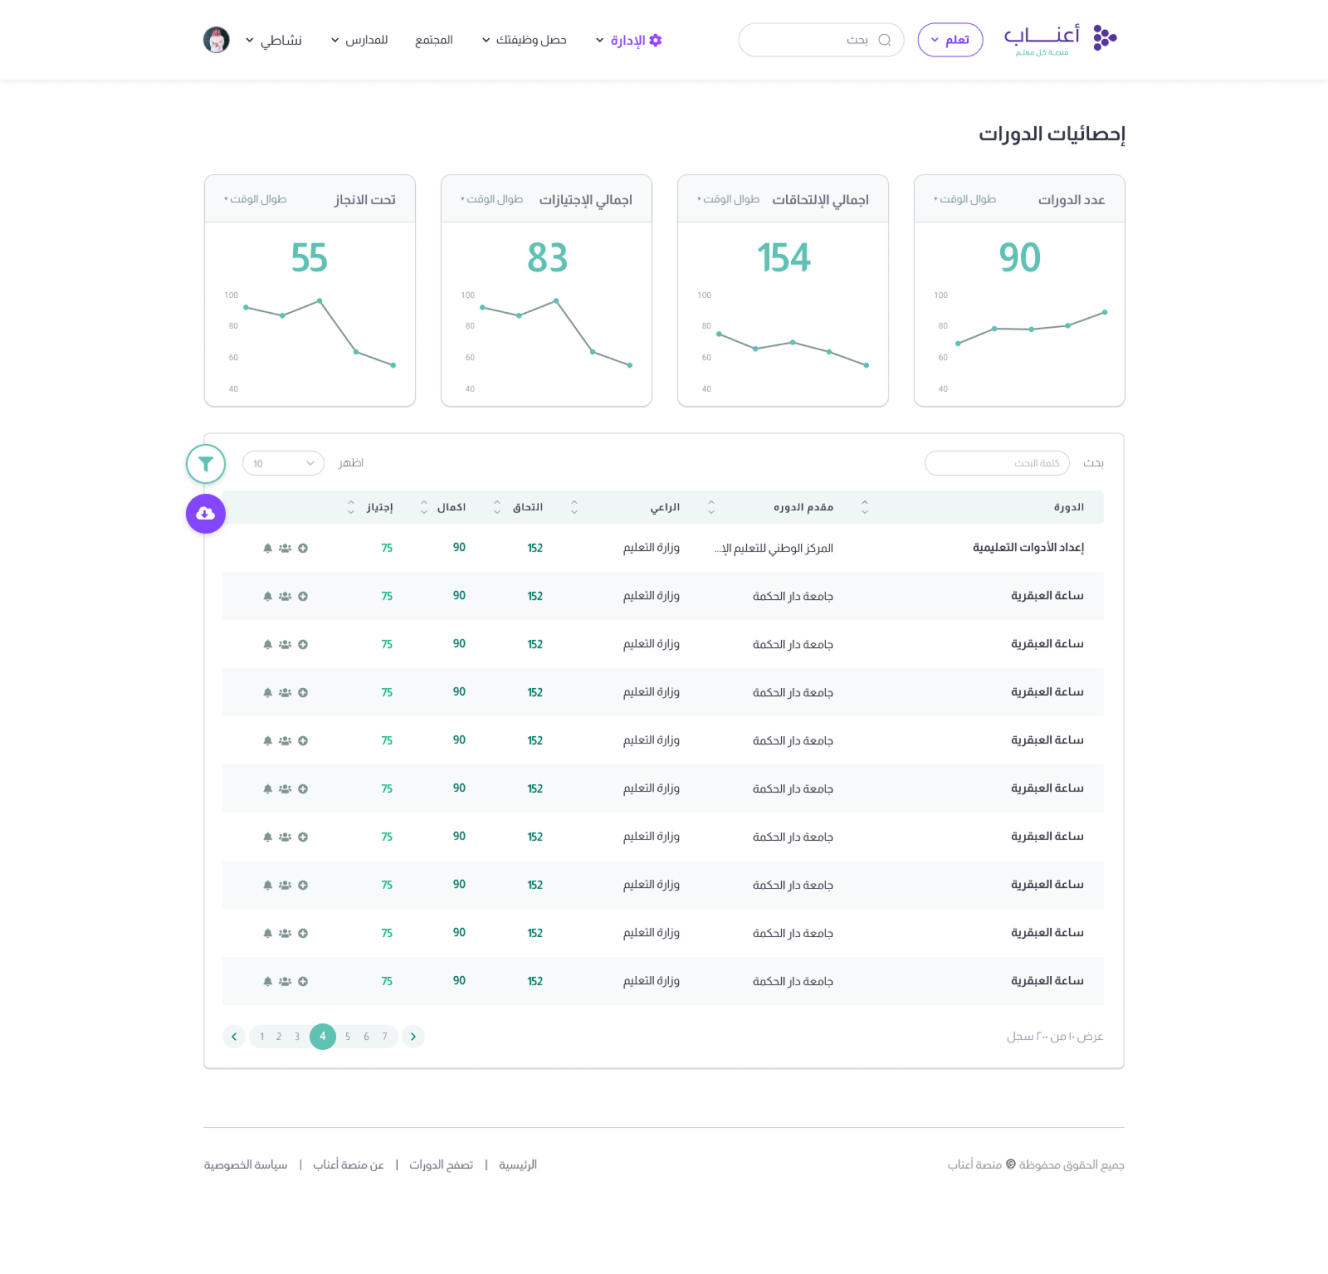 أعنـــاب
منصة كل معلم
تعلم
بحث
الإدارة
حصل وظيفتك
المجتمع
للمدارس
نشاطي
إحصائيات الدورات
عدد الدورات
طوال الوقت
90
100
80
60
40
اجمالي الإلتحاقات
طوال الوقت
154
100
80
60
40
اجمالي الإجتيازات
طوال الوقت
83
100
80
60
40
تحت الانجاز
طوال الوقت
55
100
80
60
40
بحث كلمة البحث اظهر 10
الدورة مقدم الدوره الراعي التحاق اكمال إجتياز
إعداد الأدوات التعليمية المركز الوطني للتعليم الإ... وزارة التعليم 152 90 75
ساعة العبقرية جامعة دار الحكمة وزارة التعليم 152 90 75
ساعة العبقرية جامعة دار الحكمة وزارة التعليم 152 90 75
ساعة العبقرية جامعة دار الحكمة وزارة التعليم 152 90 75
ساعة العبقرية جامعة دار الحكمة وزارة التعليم 152 90 75
ساعة العبقرية جامعة دار الحكمة وزارة التعليم 152 90 75
ساعة العبقرية جامعة دار الحكمة وزارة التعليم 152 90 75
ساعة العبقرية جامعة دار الحكمة وزارة التعليم 152 90 75
ساعة العبقرية جامعة دار الحكمة وزارة التعليم 152 90 75
ساعة العبقرية جامعة دار الحكمة وزارة التعليم 152 90 75
عرض ١٠ من ٢٠٠ سجل
1 2 3 4 5 6 7
جميع الحقوق محفوظة © منصة أعناب
الرئيسية | تصفح الدورات | عن منصة أعناب | سياسة الخصوصية